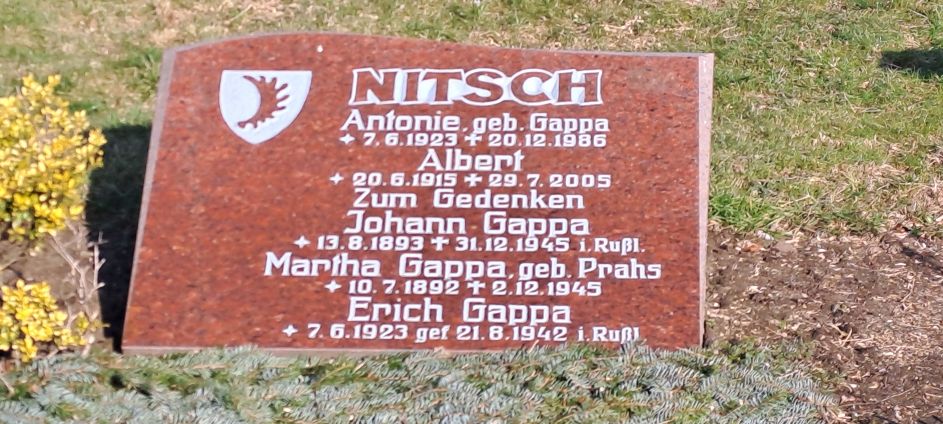 NITSCH
Antonie, geb. Gappa
✦ 7.6.1923 ✝ 20.12.1986
Albert
✦ 20.6.1915 ✝ 29.7.2005
Zum Gedenken
Johann Gappa
✦ 13.8.1893 ✝ 31.12.1945 i. Rußl.
Martha Gappa, geb. Prahs
✦ 10.7.1892 ✝ 2.12.1945
Erich Gappa
✦ 7.6.1923 gef 21.8.1942 i. Rußl